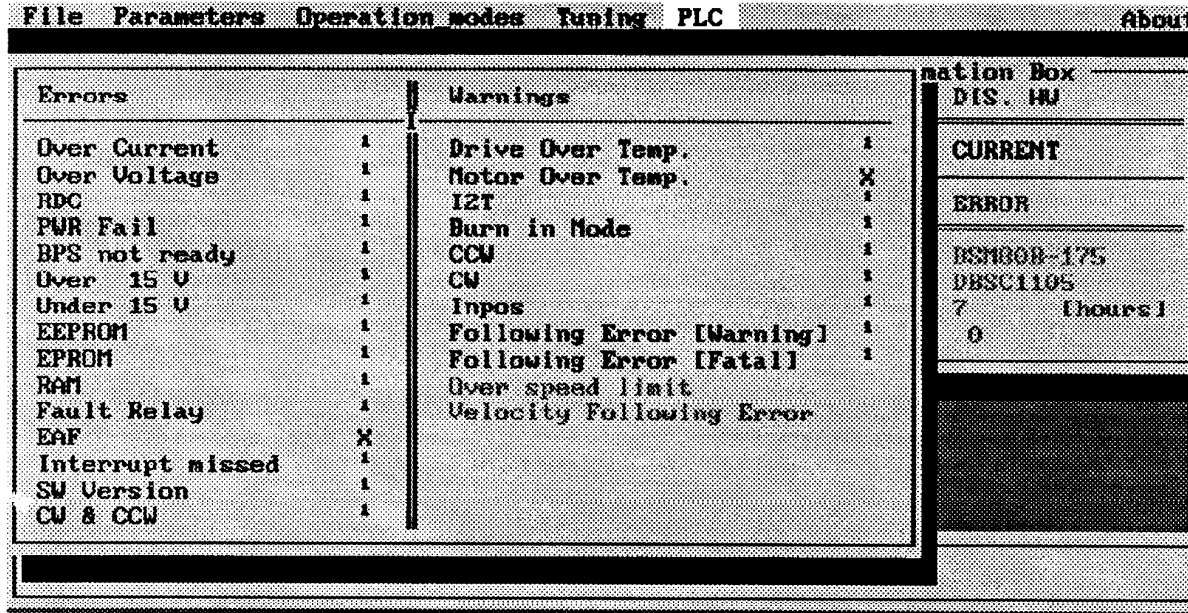 File Parameters Operation modes Tuning PLC About
Errors
Over Current
Over Voltage
RDC
PWR Fail
BPS not ready
Over 15 V
Under 15 V
EEPROM
EPROM
RAM
Fault Relay
EAF X
Interrupt missed
SW Version
CW & CCW
Warnings
Drive Over Temp.
Motor Over Temp. X
I2T
Burn in Mode
CCW
CW
Inpos
Following Error [Warning]
Following Error [Fatal]
Over speed limit
Velocity Following Error
mation Box
DIS. HW
CURRENT
ERROR
DBSC1105
7 [hours]
0